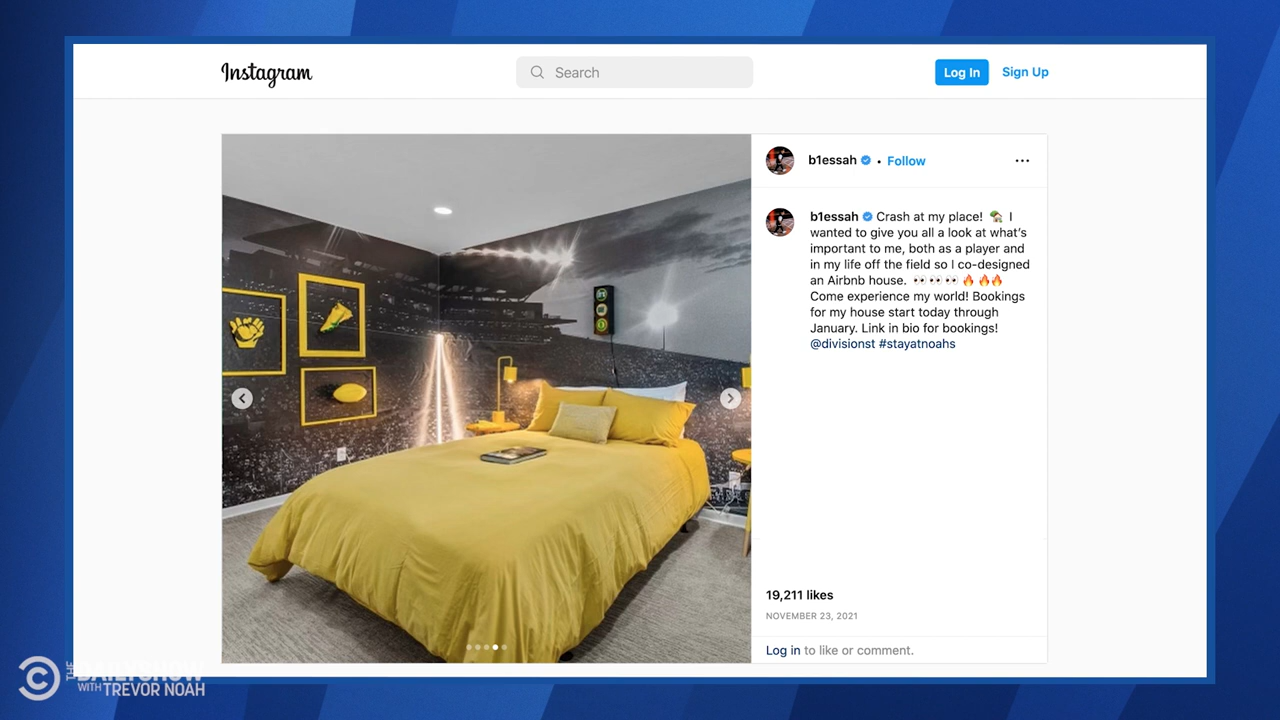 Instagram
Search
Log In
Sign Up
b1essah • Follow
b1essah Crash at my place! 🏡 I
wanted to give you all a look at what's
important to me, both as a player and
in my life off the field so I co-designed
an Airbnb house. 👀👀👀🔥🔥🔥
Come experience my world! Bookings
for my house start today through
January. Link in bio for bookings!
@divisionst #stayatnoahs
19,211 likes
NOVEMBER 23, 2021
Log in to like or comment.
THE DAILY SHOW
WITH TREVOR NOAH